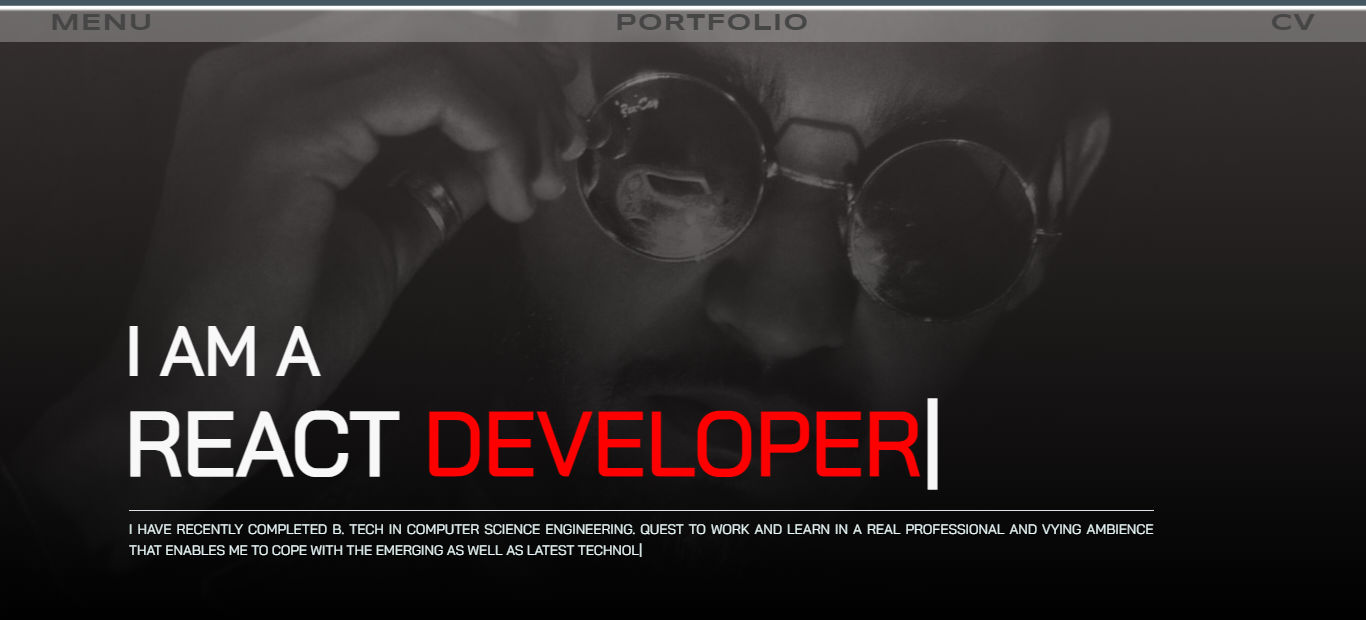 MENU PORTFOLIO CV
I AM A
REACT DEVELOPER|
I HAVE RECENTLY COMPLETED B. TECH IN COMPUTER SCIENCE ENGINEERING. QUEST TO WORK AND LEARN IN A REAL PROFESSIONAL AND VYING AMBIENCE
THAT ENABLES ME TO COPE WITH THE EMERGING AS WELL AS LATEST TECHNOL|